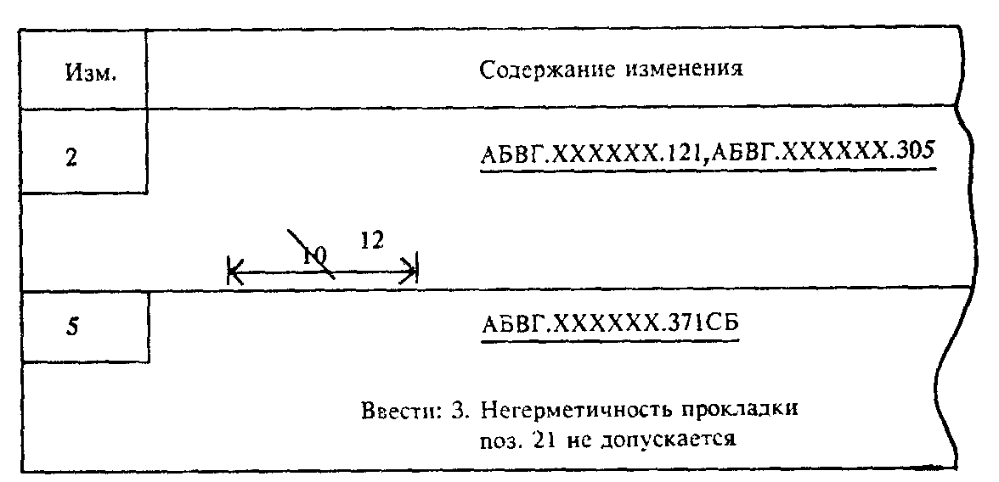 Изм.
Содержание изменения
2
АБВГ.XXXXXX.121,АБВГ.XXXXXX.305
10
12
5
АБВГ.XXXXXX.371СБ
Ввести: 3. Негерметичность прокладки
поз. 21 не допускается